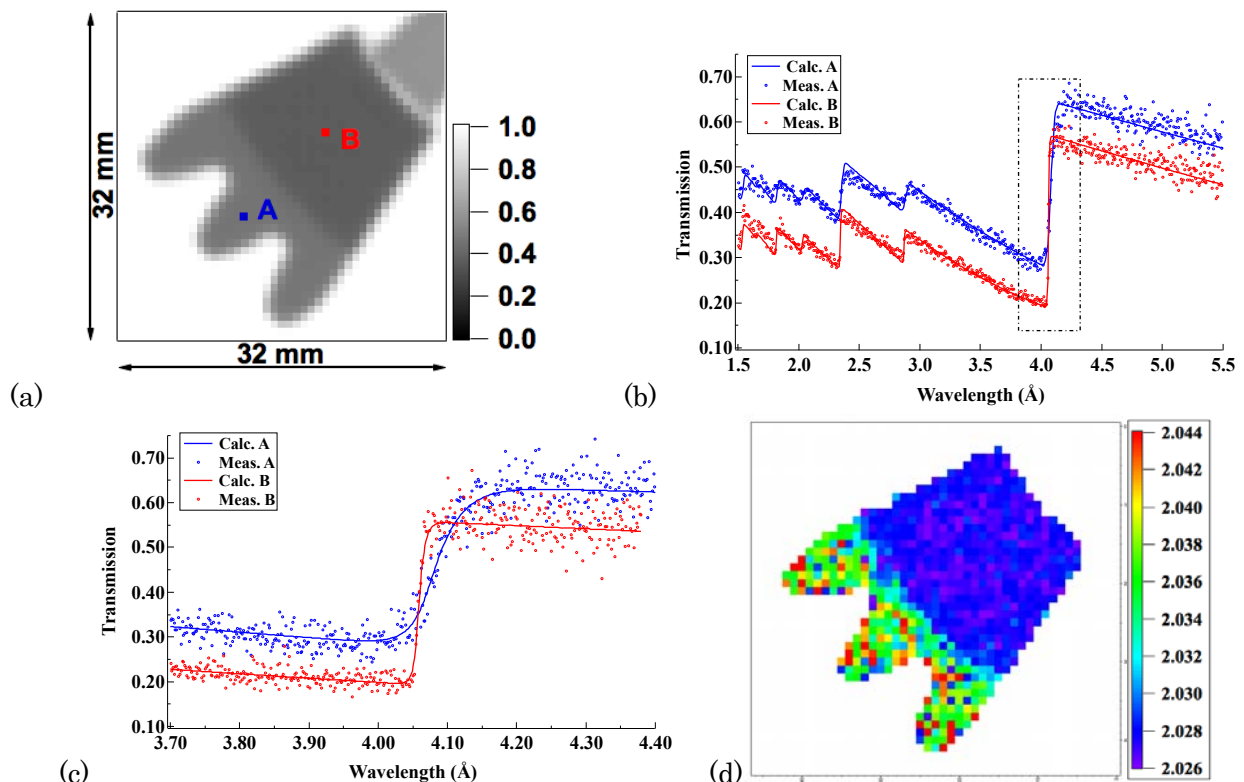 32 mm
A
B
1.0
0.8
0.6
0.4
0.2
0.0
32 mm
(a)
Calc. A
Meas. A
Calc. B
Meas. B
Transmission
0.70
0.60
0.50
0.40
0.30
0.20
0.10
1.5 2.0 2.5 3.0 3.5 4.0 4.5 5.0 5.5
Wavelength (Å)
(b)
Calc. A
Meas. A
Calc. B
Meas. B
Transmission
0.70
0.60
0.50
0.40
0.30
0.20
0.10
3.70 3.80 3.90 4.00 4.10 4.20 4.30 4.40
Wavelength (Å)
(c)
2.044
2.042
2.040
2.038
2.036
2.033
2.030
2.028
2.026
(d)